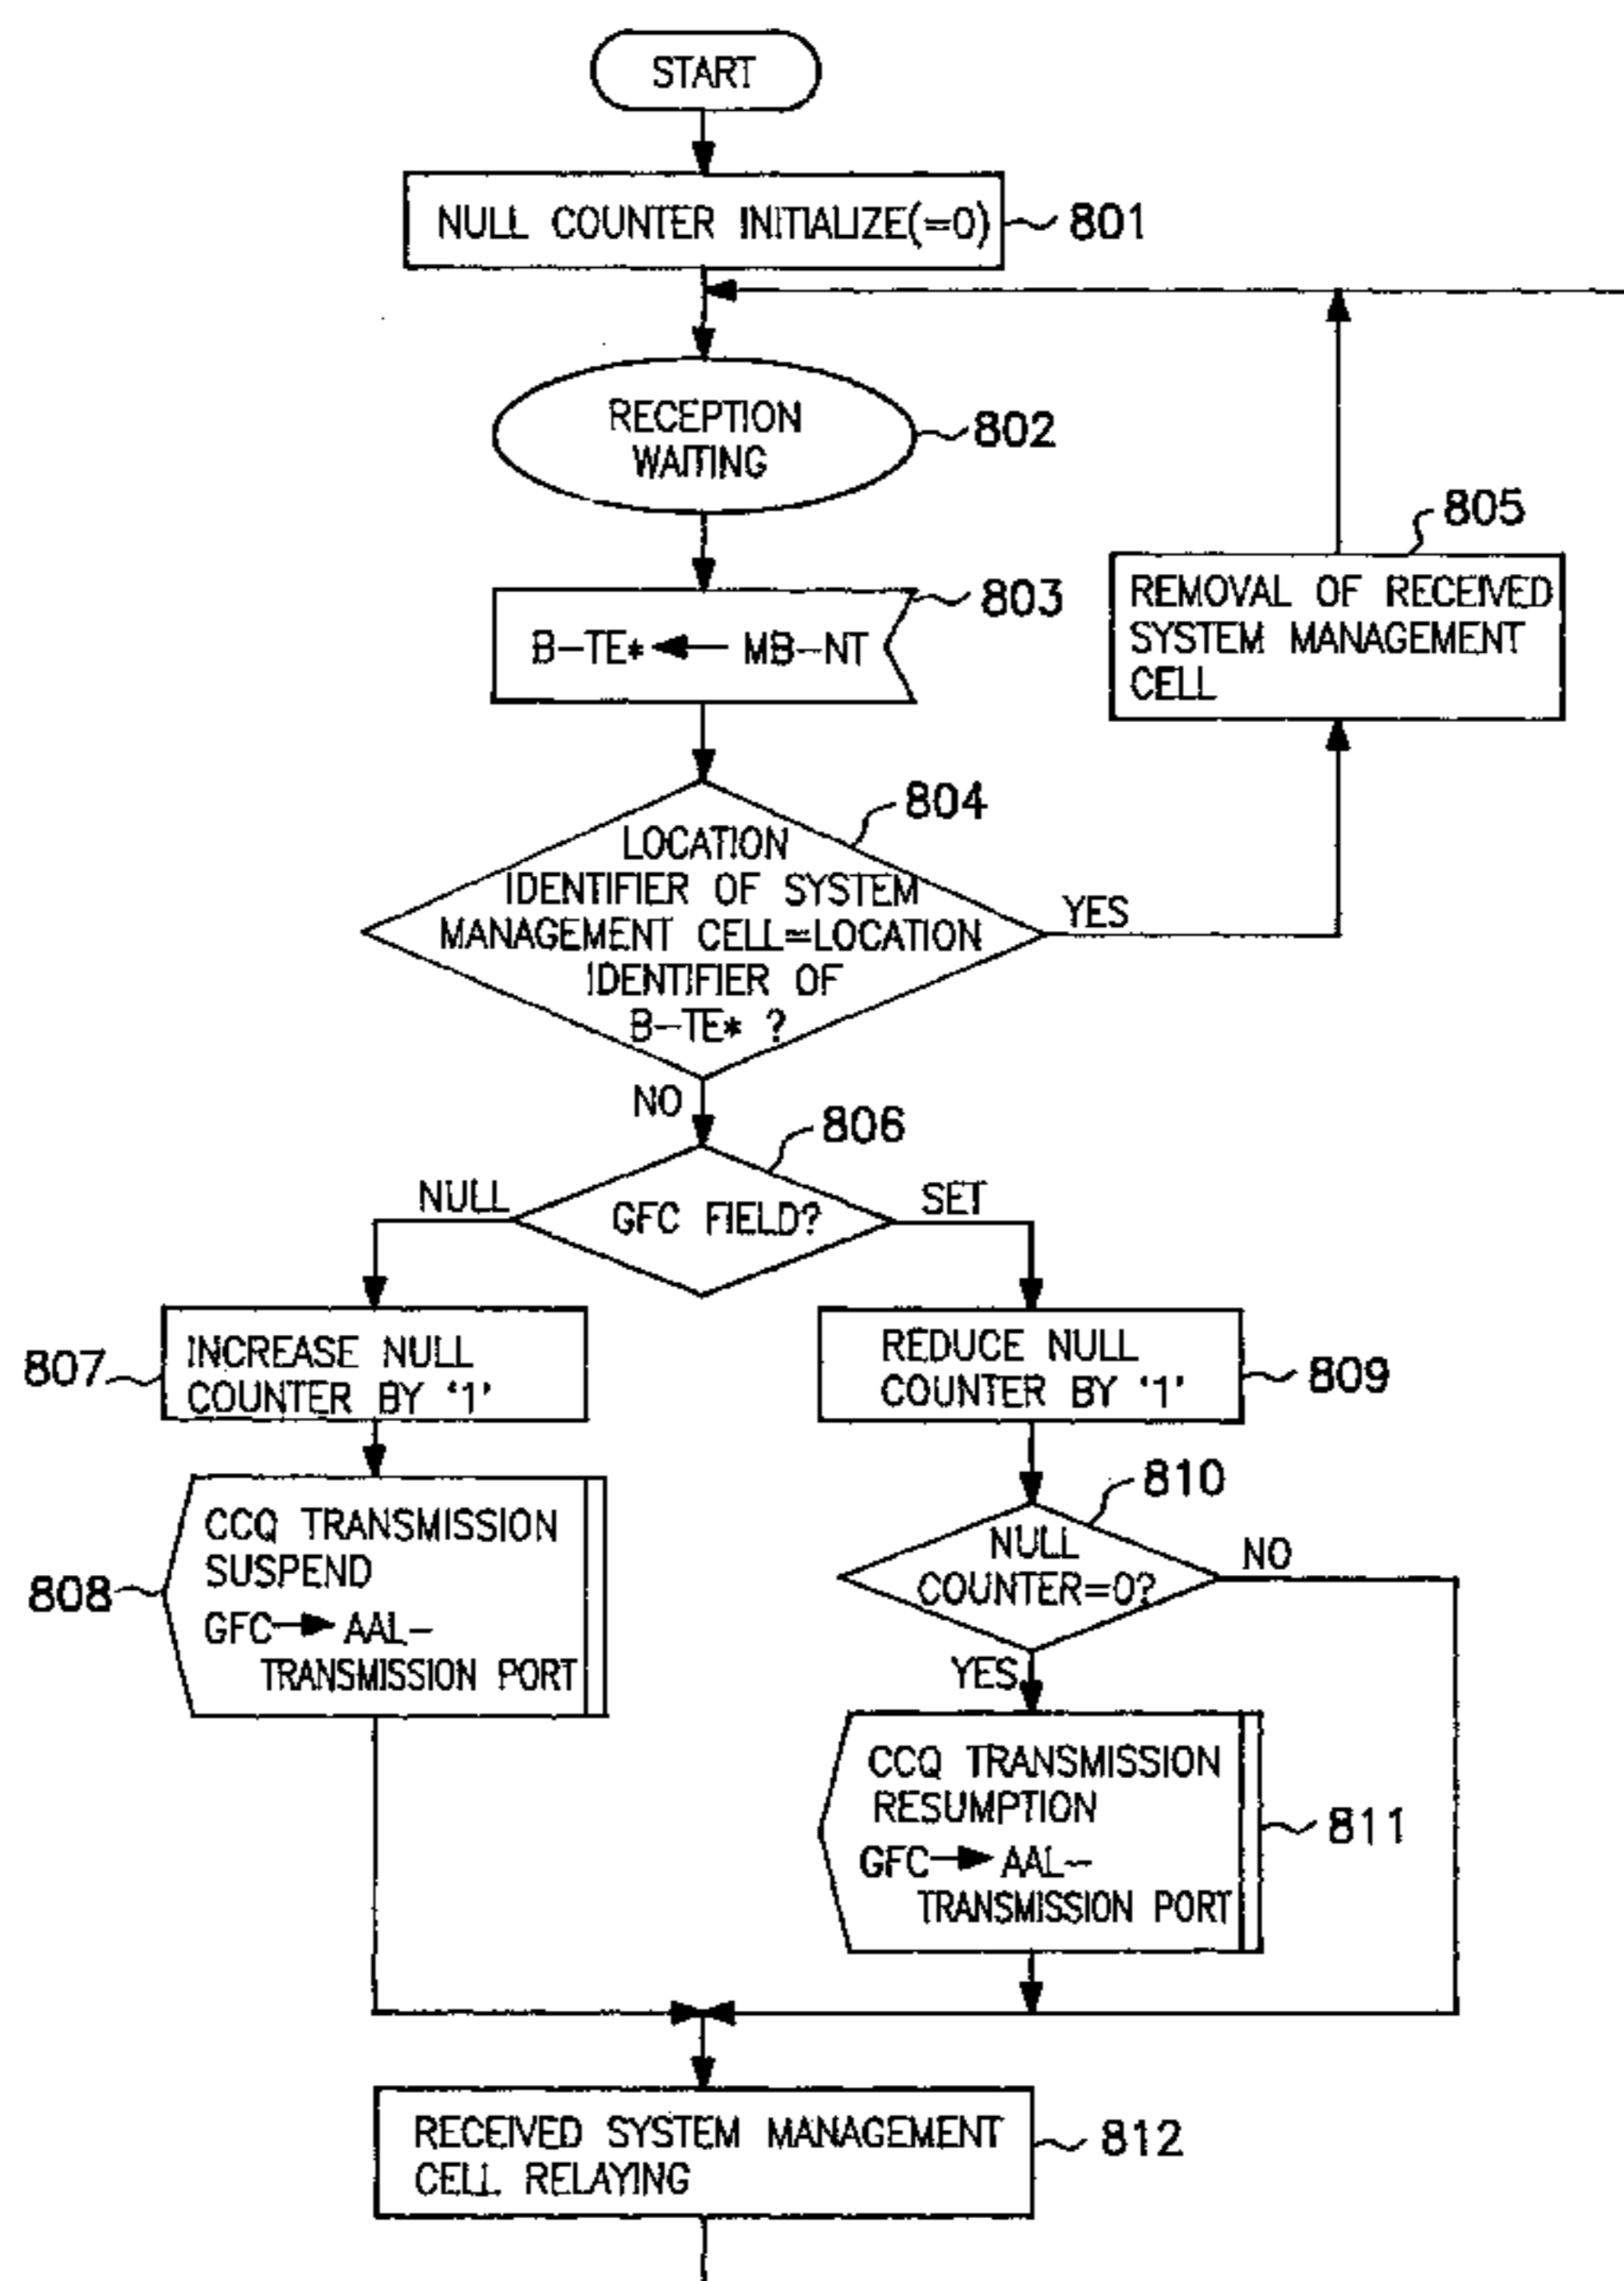 START
NULL COUNTER INITIALIZE(=0)
801
RECEPTION
WAITING
802
805
REMOVAL OF RECEIVED
SYSTEM MANAGEMENT
CELL
803
B-TE* MB-NT
804
LOCATION
IDENTIFIER OF SYSTEM
MANAGEMENT CELL=LOCATION
IDENTIFIER OF
B-TE* ?
YES
NO
806
GFC FIELD?
NULL
SET
807
INCREASE NULL
COUNTER BY '1'
REDUCE NULL
COUNTER BY '1'
809
808
CCQ TRANSMISSION
SUSPEND
GFC AAL-
TRANSMISSION PORT
810
NULL
COUNTER=0?
NO
YES
CCQ TRANSMISSION
RESUMPTION
GFC AAL-
TRANSMISSION PORT
811
RECEIVED SYSTEM MANAGEMENT
CELL RELAYING
812